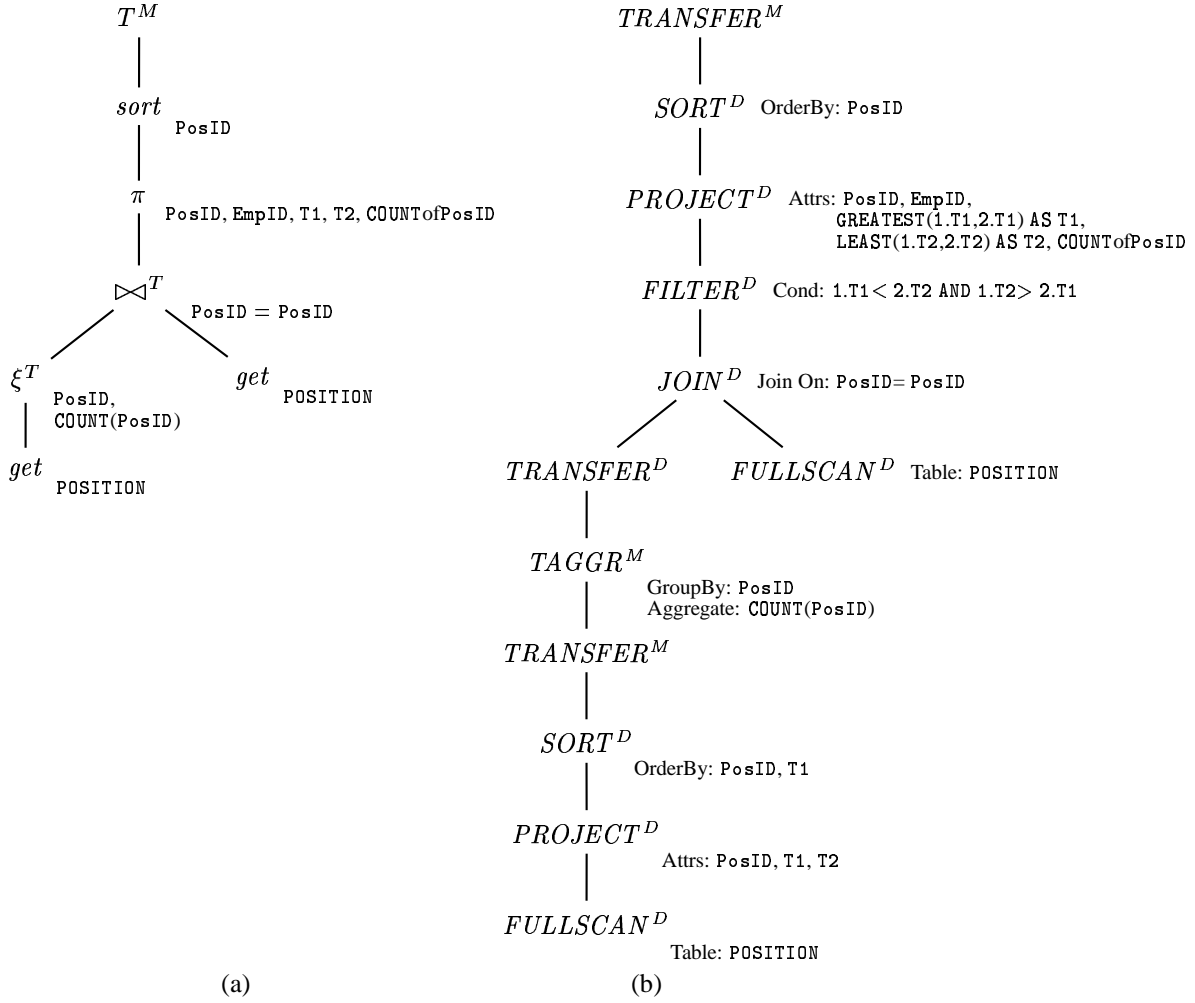 T^M
sort
PosID
π
PosID, EmpID, T1, T2, COUNTofPosID
⋈^T
PosID = PosID
ξ^T
PosID,
COUNT(PosID)
get
POSITION
get
POSITION
(a)
TRANSFER^M
SORT^D OrderBy: PosID
PROJECT^D Attrs: PosID, EmpID,
GREATEST(1.T1,2.T1) AS T1,
LEAST(1.T2,2.T2) AS T2, COUNTofPosID
FILTER^D Cond: 1.T1< 2.T2 AND 1.T2> 2.T1
JOIN^D Join On: PosID= PosID
TRANSFER^D
FULLSCAN^D Table: POSITION
TAGGR^M
GroupBy: PosID
Aggregate: COUNT(PosID)
TRANSFER^M
SORT^D
OrderBy: PosID, T1
PROJECT^D
Attrs: PosID, T1, T2
FULLSCAN^D
Table: POSITION
(b)